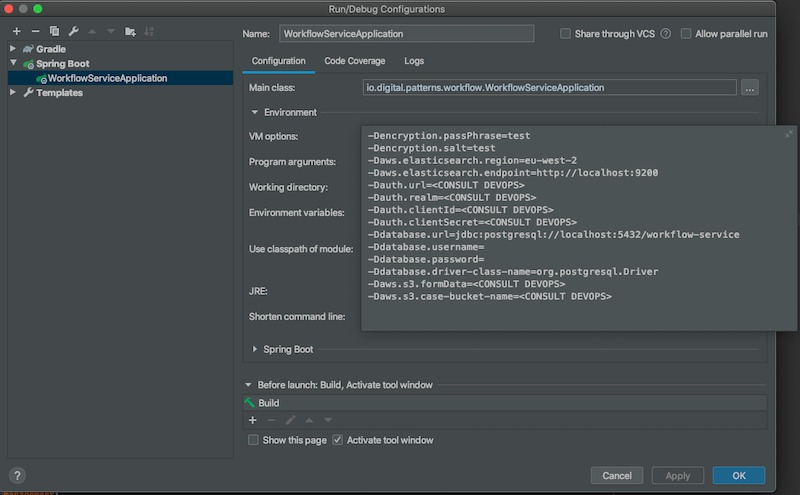 Run/Debug Configurations
Name: WorkflowServiceApplication
Share through VCS ?
Allow parallel run
Gradle
Spring Boot
WorkflowServiceApplication
Templates
Configuration Code Coverage Logs
Main class: io.digital.patterns.workflow.WorkflowServiceApplication ...
Environment
VM options:
Program arguments:
Working directory:
Environment variables:
Use classpath of module:
JRE:
Shorten command line:
-Dencryption.passPhrase=test
-Dencryption.salt=test
-Daws.elasticsearch.region=eu-west-2
-Daws.elasticsearch.endpoint=http://localhost:9200
-Dauth.url=<CONSULT DEVOPS>
-Dauth.realm=<CONSULT DEVOPS>
-Dauth.clientId=<CONSULT DEVOPS>
-Dauth.clientSecret=<CONSULT DEVOPS>
-Ddatabase.url=jdbc:postgresql://localhost:5432/workflow-service
-Ddatabase.username=
-Ddatabase.password=
-Ddatabase.driver-class-name=org.postgresql.Driver
-Daws.s3.formData=<CONSULT DEVOPS>
-Daws.s3.case-bucket-name=<CONSULT DEVOPS>
Spring Boot
Before launch: Build, Activate tool window
Build
Show this page Activate tool window
? Cancel Apply OK